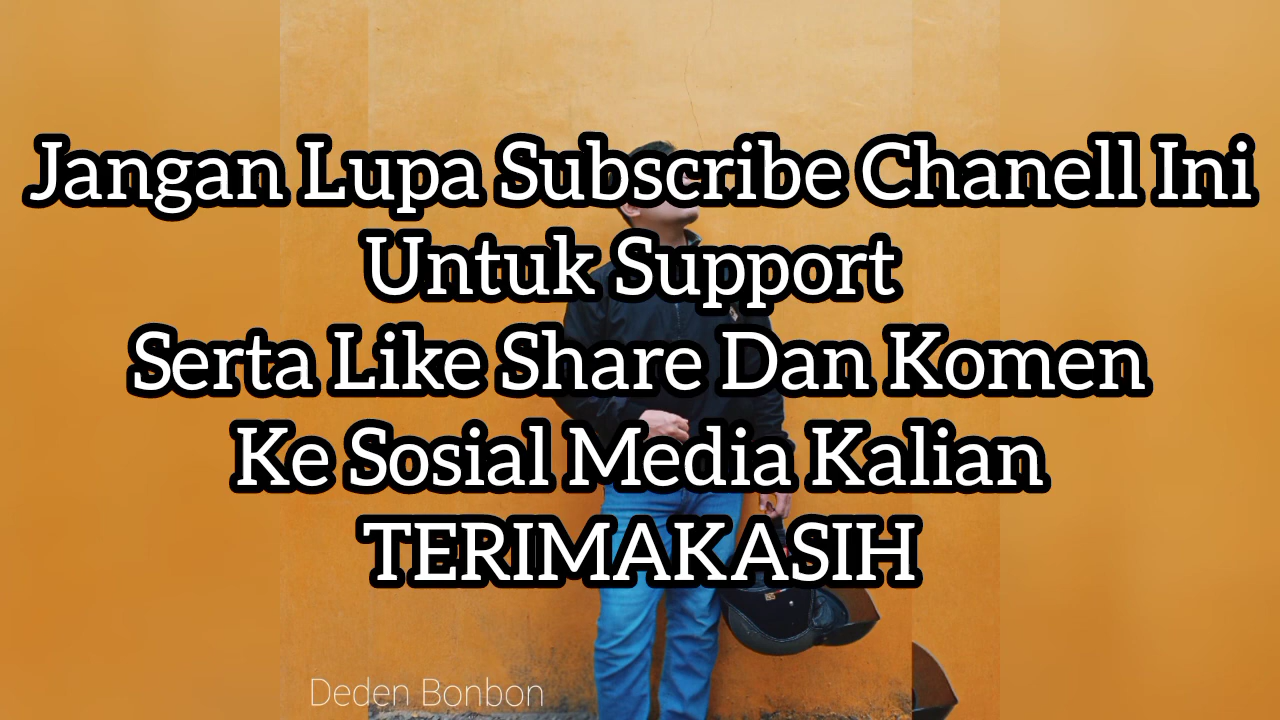 Jangan Lupa Subscribe Chanell Ini
Untuk Support
Serta Like Share Dan Komen
Ke Sosial Media Kalian
TERIMAKASIH
Deden Bonbon